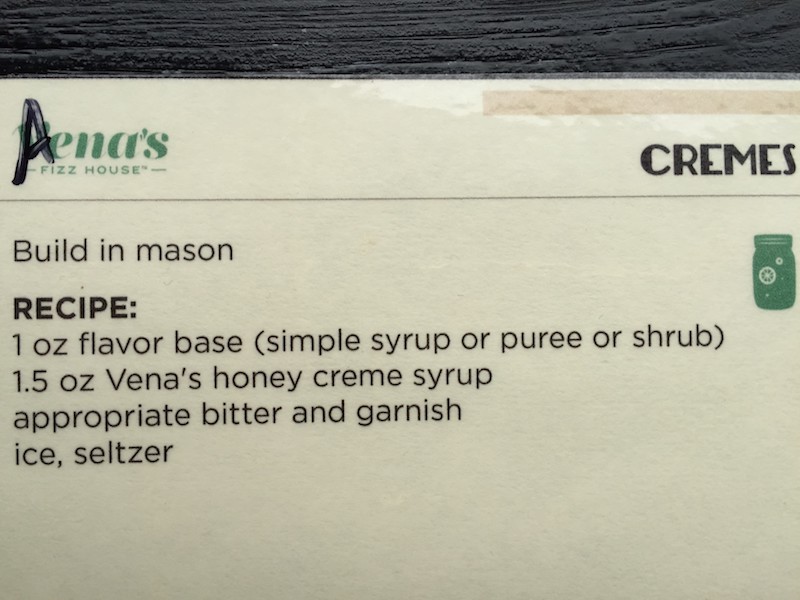 Aena's
FIZZ HOUSE™
CREMES
Build in mason
RECIPE:
1 oz flavor base (simple syrup or puree or shrub)
1.5 oz Vena's honey creme syrup
appropriate bitter and garnish
ice, seltzer